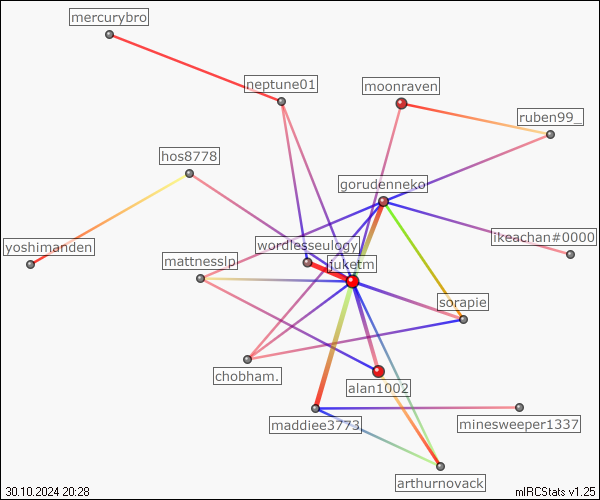 mercurybro
neptune01
moonraven
ruben99_
hos8778
gorudenneko
ikeachan#0000
wordlesseulogy
yoshimanden
mattnesslp
juketm
sorapie
chobham.
alan1002
maddiee3773
minesweeper1337
arthurnovack
30.10.2024 20:28
mIRCStats v1.25